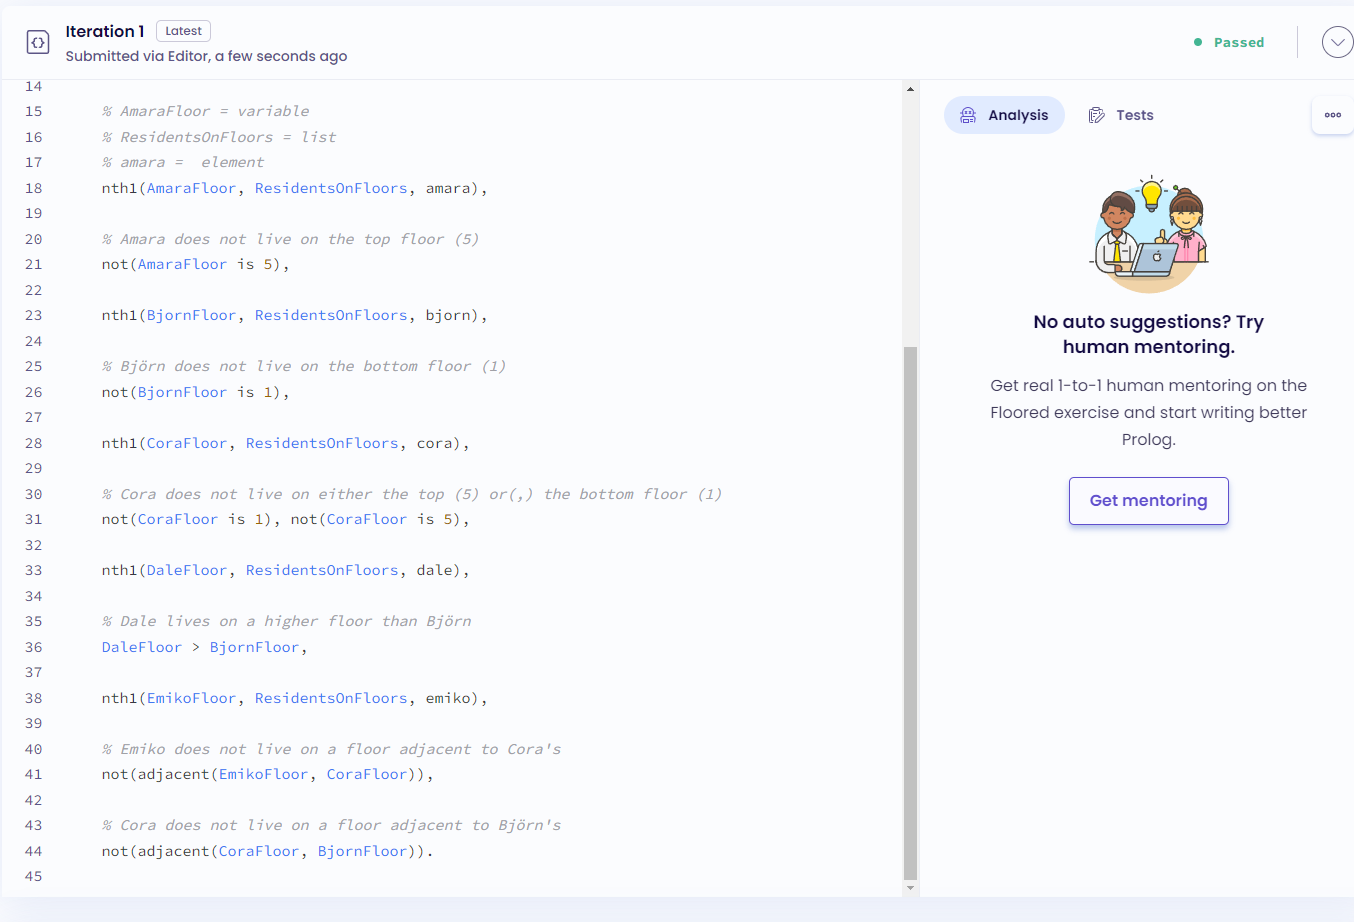 Iteration 1 Latest
Submitted via Editor, a few seconds ago
Passed
14
15 % AmaraFloor = variable
16 % ResidentsOnFloors = list
17 % amara =  element
18 nth1(AmaraFloor, ResidentsOnFloors, amara),
19
20 % Amara does not live on the top floor (5)
21 not(AmaraFloor is 5),
22
23 nth1(BjornFloor, ResidentsOnFloors, bjorn),
24
25 % Björn does not live on the bottom floor (1)
26 not(BjornFloor is 1),
27
28 nth1(CoraFloor, ResidentsOnFloors, cora),
29
30 % Cora does not live on either the top (5) or(,) the bottom floor (1)
31 not(CoraFloor is 1), not(CoraFloor is 5),
32
33 nth1(DaleFloor, ResidentsOnFloors, dale),
34
35 % Dale lives on a higher floor than Björn
36 DaleFloor > BjornFloor,
37
38 nth1(EmikoFloor, ResidentsOnFloors, emiko),
39
40 % Emiko does not live on a floor adjacent to Cora's
41 not(adjacent(EmikoFloor, CoraFloor)),
42
43 % Cora does not live on a floor adjacent to Björn's
44 not(adjacent(CoraFloor, BjornFloor)).
45
Analysis Tests
No auto suggestions? Try
human mentoring.
Get real 1-to-1 human mentoring on the
Floored exercise and start writing better
Prolog.
Get mentoring